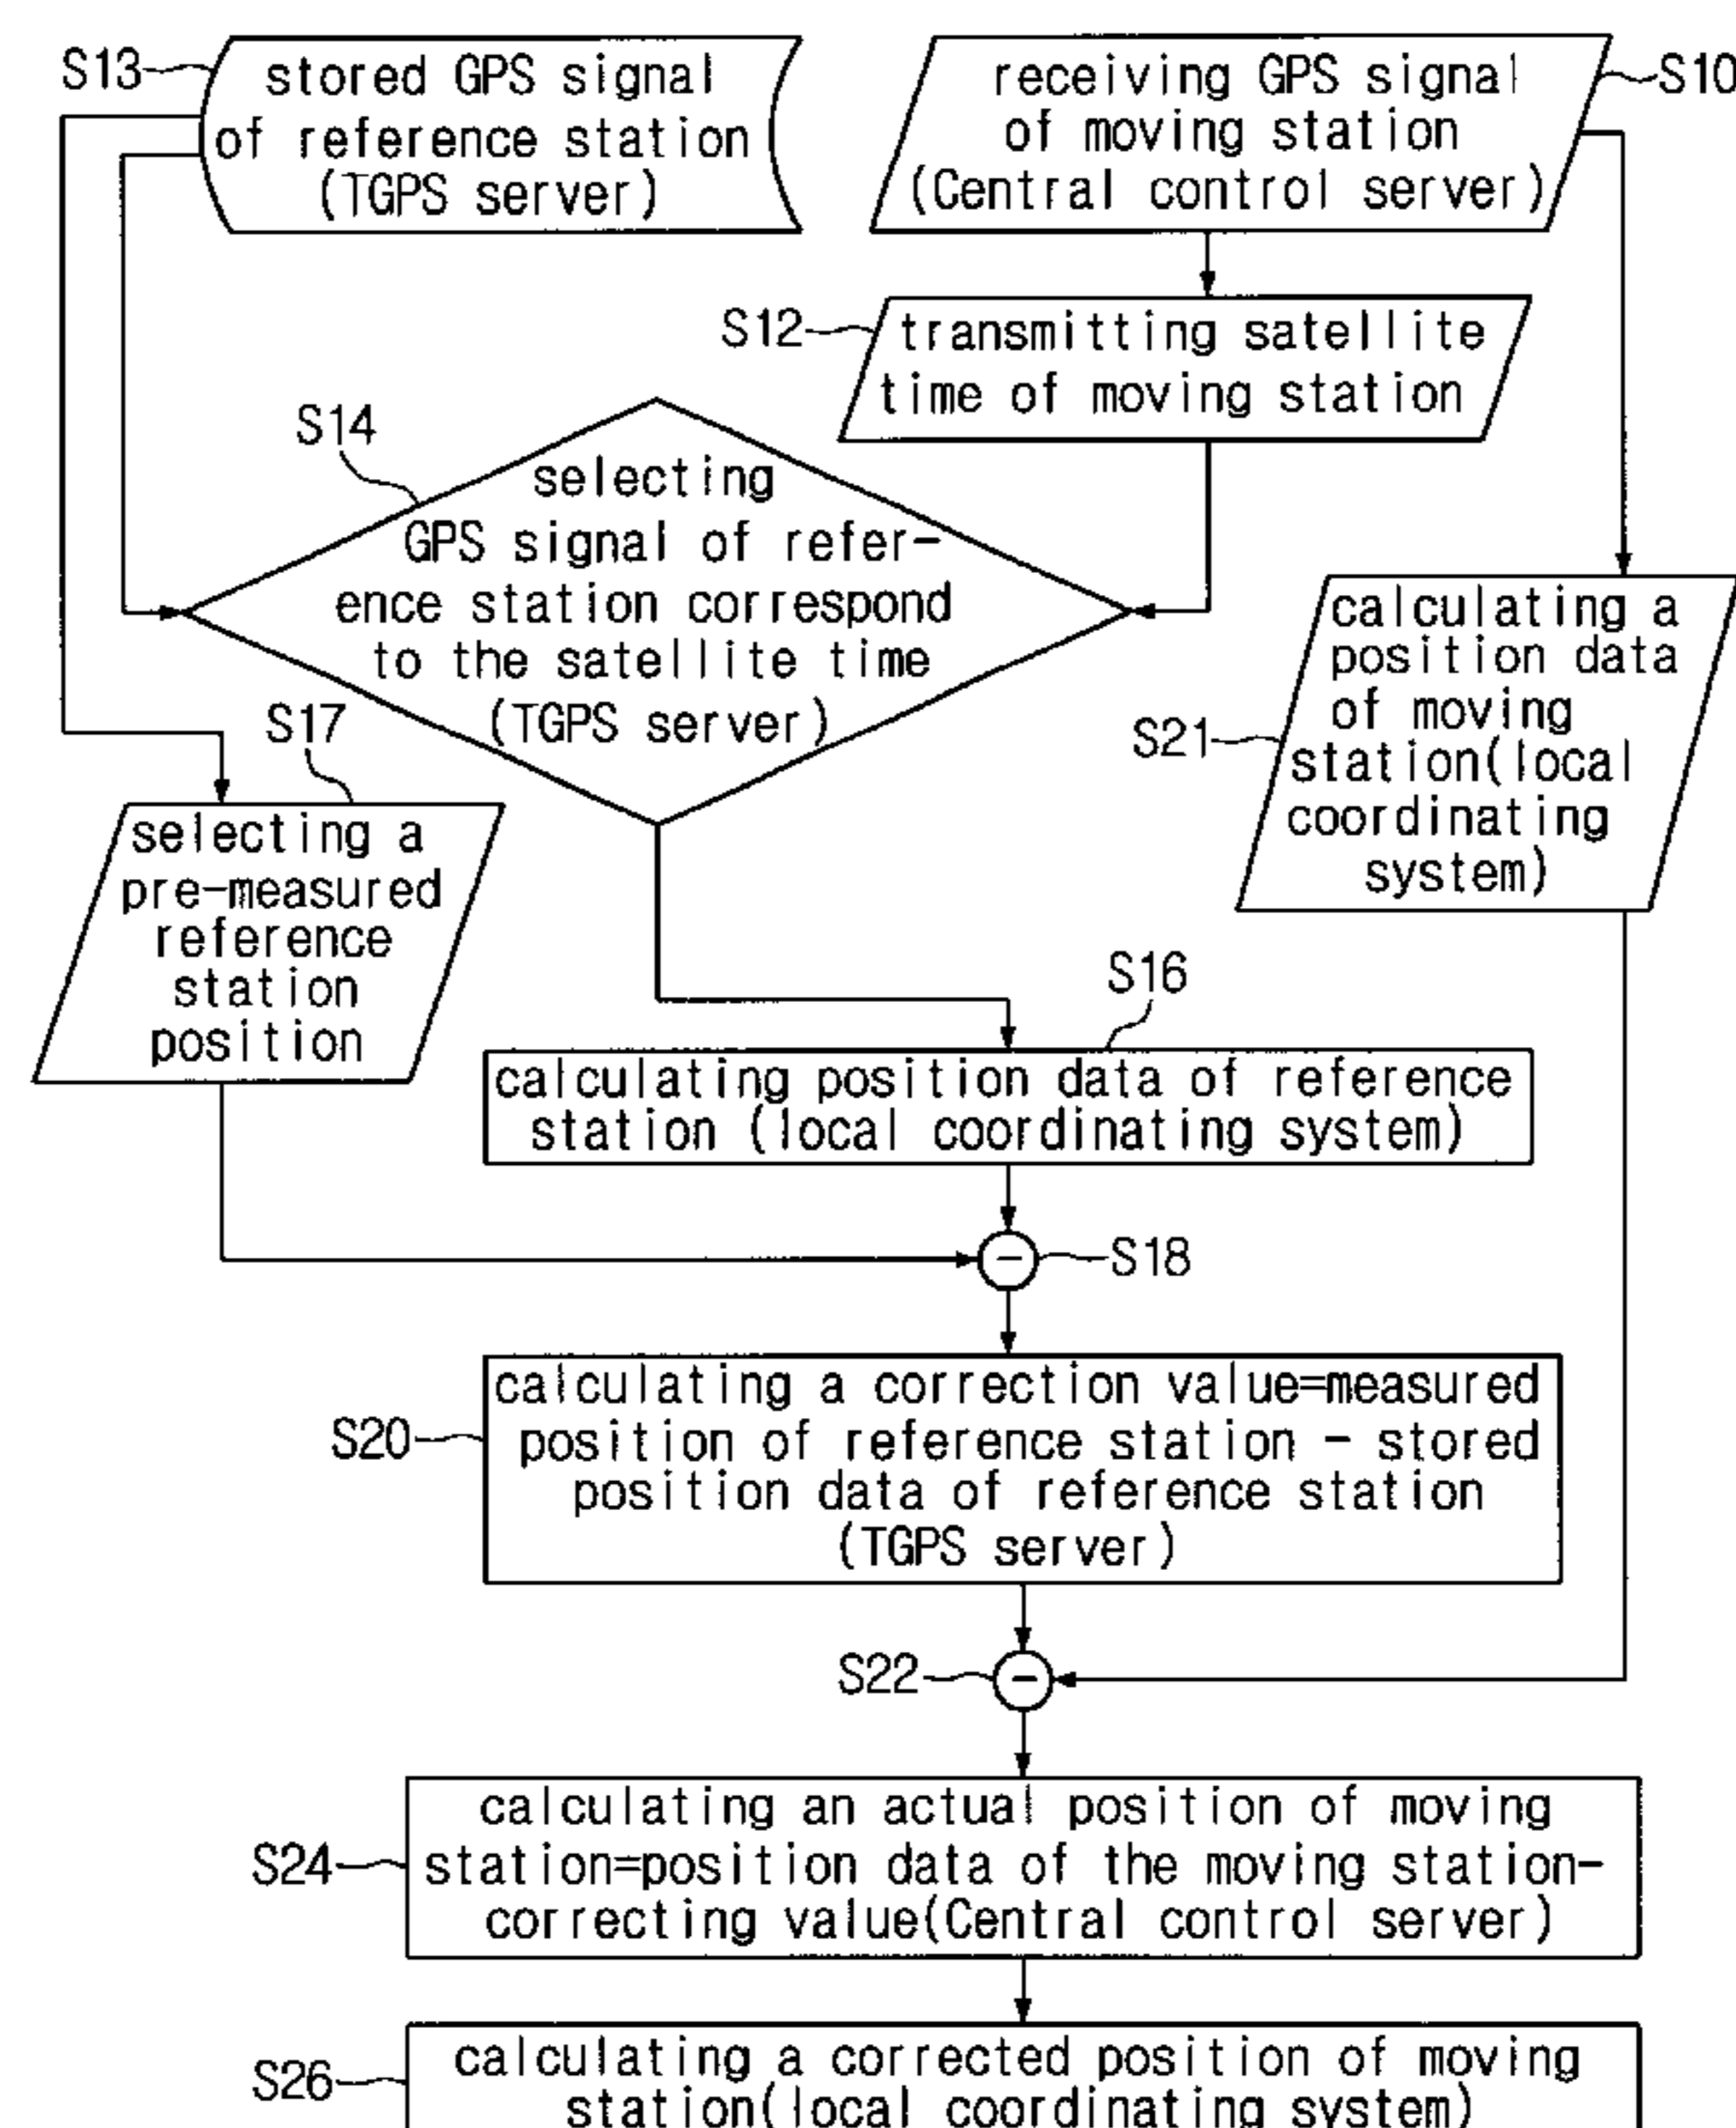 S13
stored GPS signal
of reference station
(TGPS server)
receiving GPS signal
of moving station
(Central control server)
S10
S12
transmitting satellite
time of moving station
S14
selecting
GPS signal of refer-
ence station correspond
to the satellite time
(TGPS server)
S21
calculating a
position data
of moving
station(local
coordinating
system)
S17
selecting a
pre-measured
reference
station
position
S16
calculating position data of reference
station (local coordinating system)
-
S18
S20
calculating a correction value=measured
position of reference station - stored
position data of reference station
(TGPS server)
S22
-
S24
calculating an actual position of moving
station=position data of the moving station-
correcting value(Central control server)
S26
calculating a corrected position of moving
station(local coordinating system)